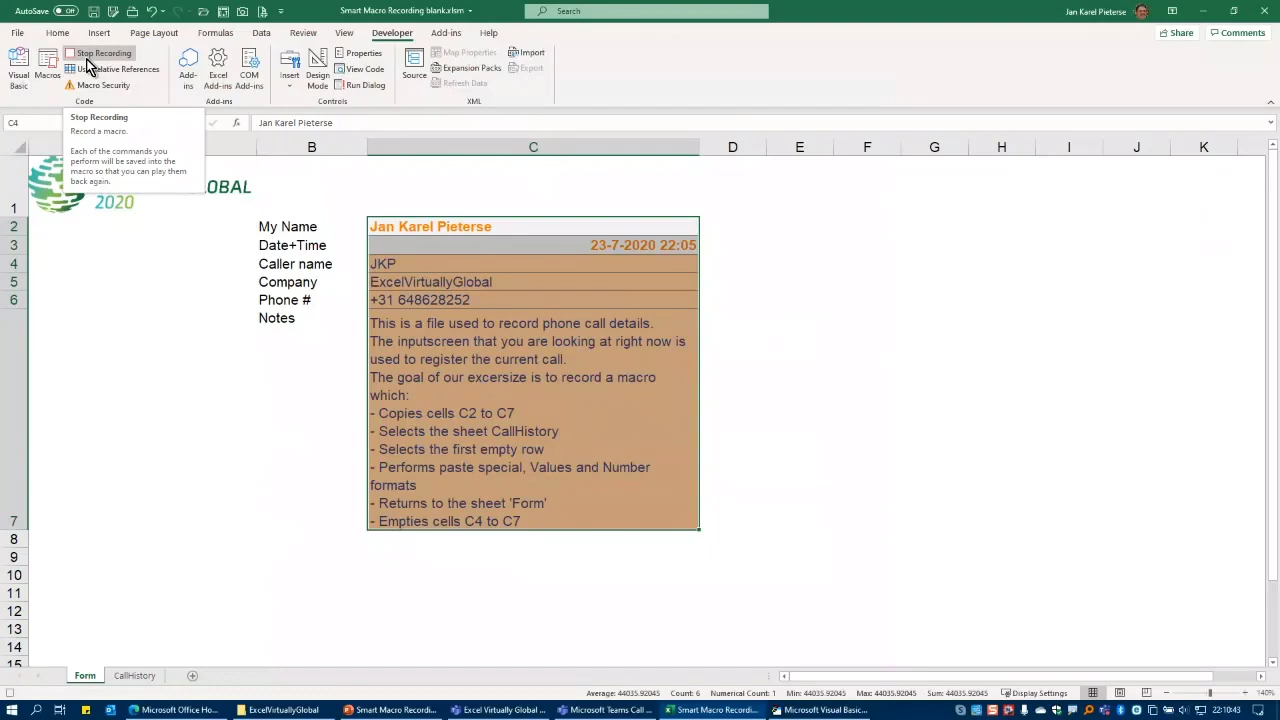 AutoSave Off
Smart Macro Recording blank.xlsm
Search
Jan Karel Pieterse
File Home Insert Page Layout Formulas Data Review View Developer Add-ins Help
Share Comments
Visual Basic
Macros
Stop Recording
Relative References
Macro Security
Code
Add-ins
Excel Add-ins
COM Add-ins
Add-ins
Insert
Design Mode
Properties
View Code
Run Dialog
Controls
Source
Map Properties
Expansion Packs
Refresh Data
Import
Export
XML
C4
fx
Jan Karel Pieterse
Stop Recording
Record a macro.
Each of the commands you
perform will be saved into the
macro so that you can play them
back again.
B C D E F G H I J K
OBAL
2020
1
2 My Name Jan Karel Pieterse
3 Date+Time 23-7-2020 22:05
4 Caller name JKP
5 Company ExcelVirtuallyGlobal
6 Phone # +31 648628252
Notes
This is a file used to record phone call details.
The inputscreen that you are looking at right now is
used to register the current call.
The goal of our excersize is to record a macro
which:
- Copies cells C2 to C7
- Selects the sheet CallHistory
- Selects the first empty row
- Performs paste special, Values and Number
formats
- Returns to the sheet 'Form'
7 - Empties cells C4 to C7
8
9
10
11
12
13
14
15
Form CallHistory
Average: 44035.92045 Count: 6 Numerical Count: 1 Min: 44035.92045 Max: 44035.92045 Sum: 44035.92045 Display Settings 140%
Microsoft Office Ho...
ExcelVirtuallyGlobal
Smart Macro Recordi...
Excel Virtually Global ...
Microsoft Teams Call ...
Smart Macro Recordi...
Microsoft Visual Basic...
22:10:43